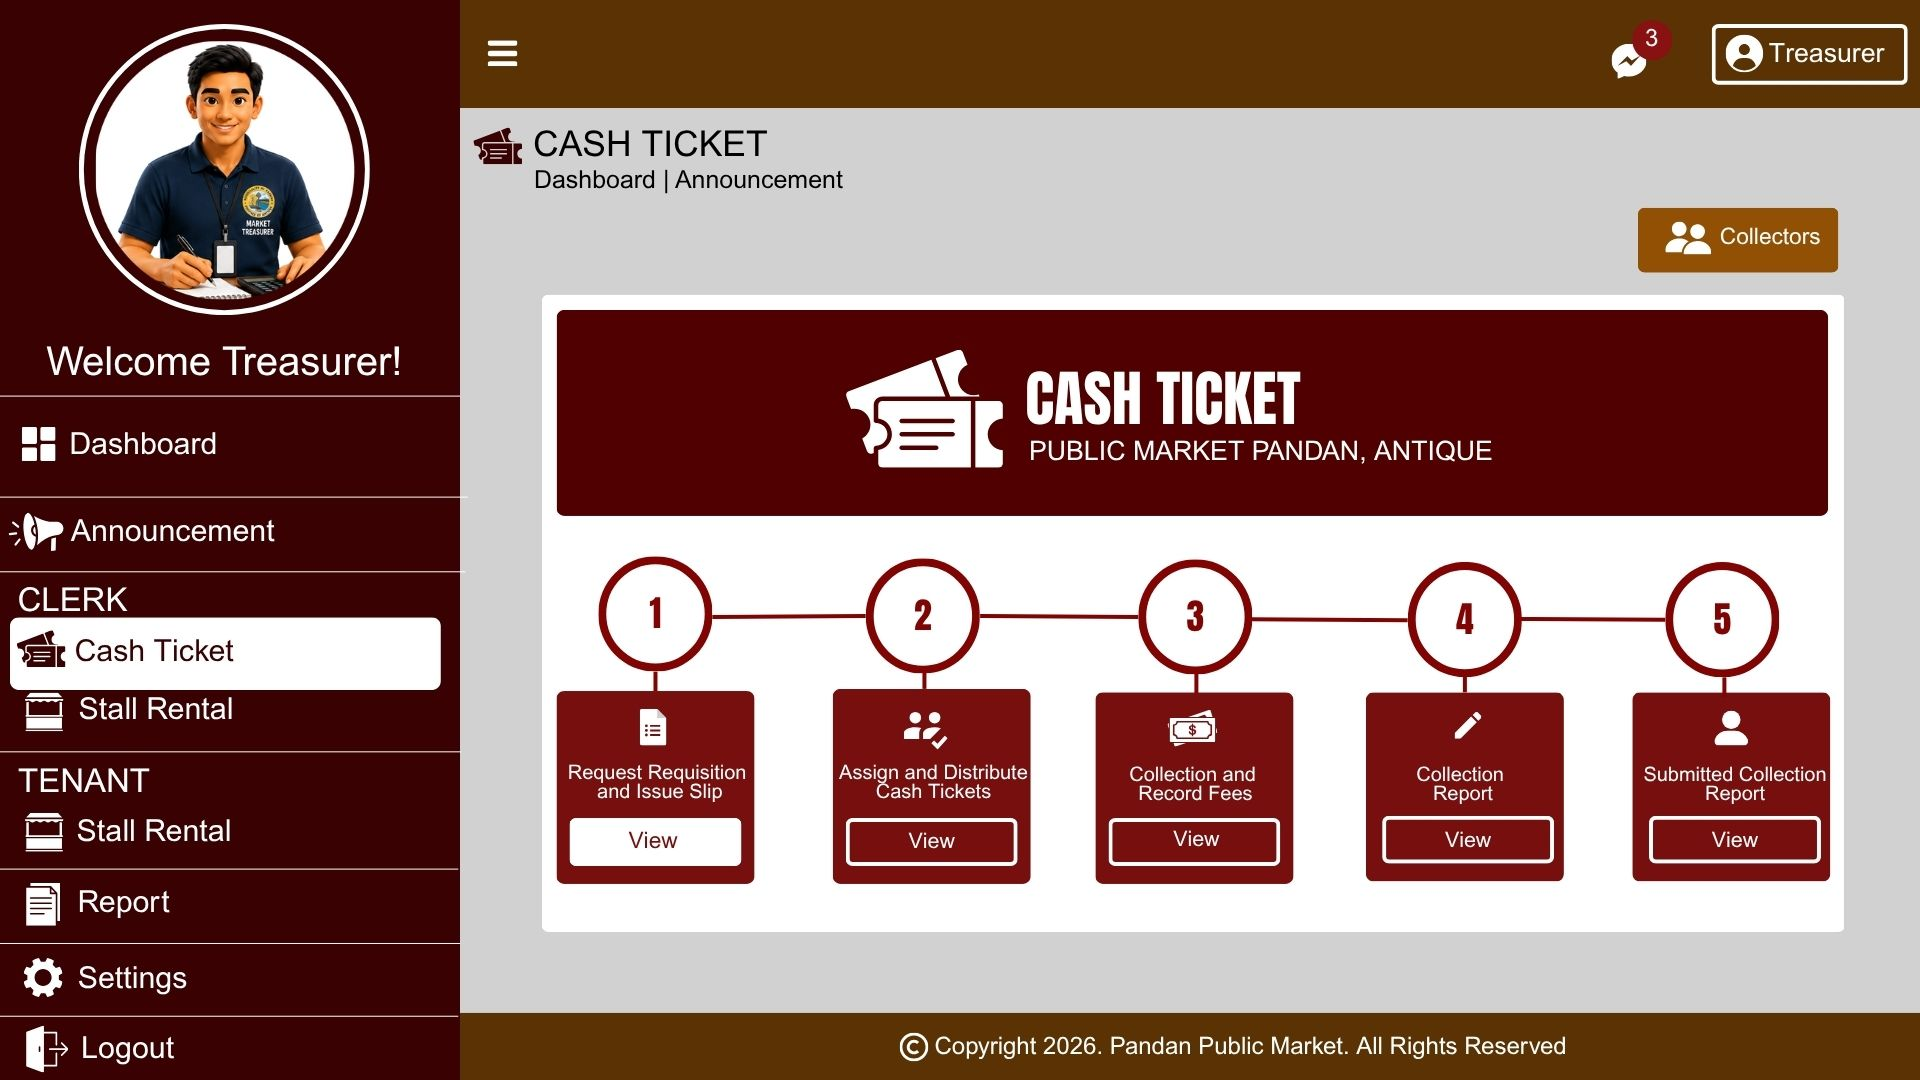 3
Treasurer
MARKET
TREASURER
Welcome Treasurer!
Dashboard
Announcement
CLERK
Cash Ticket
Stall Rental
TENANT
Stall Rental
Report
Settings
Logout
CASH TICKET
Dashboard | Announcement
Collectors
CASH TICKET
PUBLIC MARKET PANDAN, ANTIQUE
1
2
3
4
5
Request Requisition
and Issue Slip
View
Assign and Distribute
Cash Tickets
View
$
Collection and
Record Fees
View
Collection
Report
View
Submitted Collection
Report
View
© Copyright 2026. Pandan Public Market. All Rights Reserved